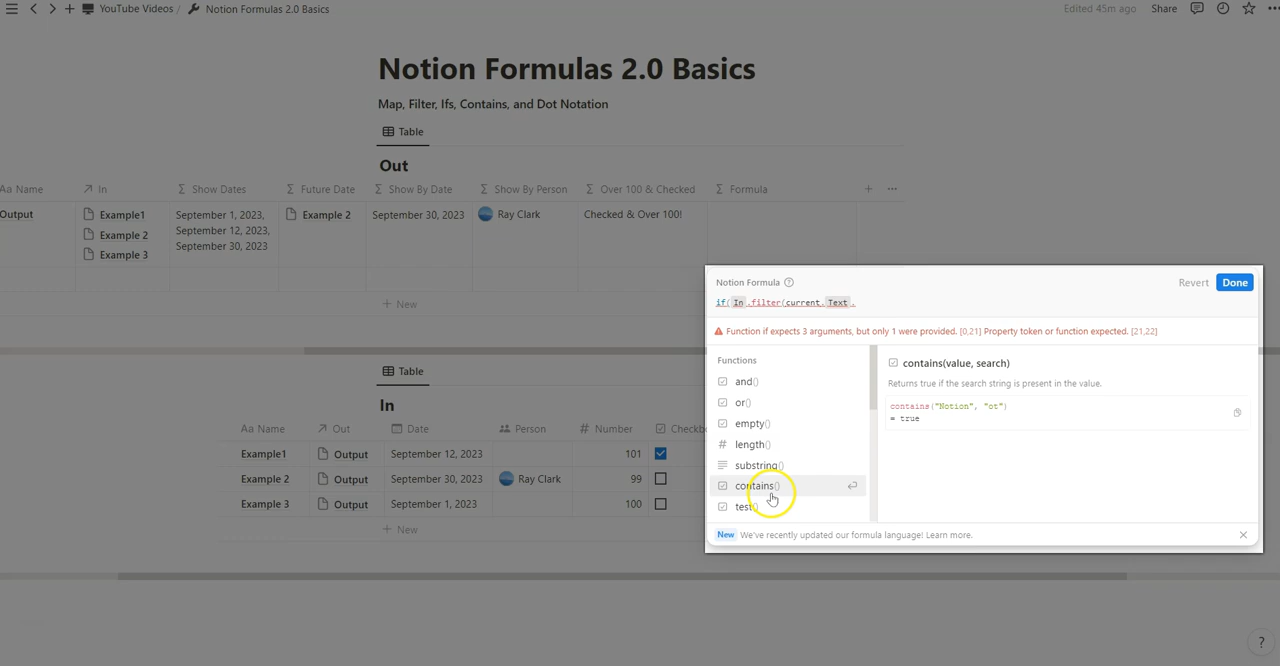 YouTube Videos / Notion Formulas 2.0 Basics Edited 45m ago Share
Notion Formulas 2.0 Basics
Map, Filter, Ifs, Contains, and Dot Notation
Table
Out
Aa Name In Show Dates Future Date Show By Date Show By Person Over 100 & Checked Formula
Output Example1 September 1, 2023, Example 2 September 30, 2023 Ray Clark Checked & Over 100!
Example 2 September 12, 2023,
Example 3 September 30, 2023
+ New
Notion Formula Revert Done
if( In .filter(current. Text .
Function if expects 3 arguments, but only 1 were provided. [0,21] Property token or function expected. [21,22]
Functions
and()
or()
empty()
length()
substring()
contains()
test()
contains(value, search)
Returns true if the search string is present in the value.
contains("Notion", "ot")
= true
New We've recently updated our formula language! Learn more.
Table
In
Aa Name Out Date Person # Number Checkb
Example1 Output September 12, 2023 101
Example 2 Output September 30, 2023 Ray Clark 99
Example 3 Output September 1, 2023 100
+ New
?